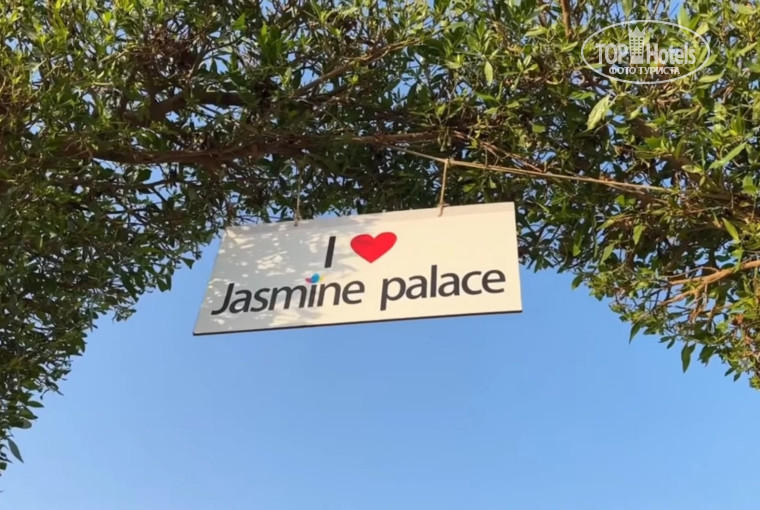 TOP Hotels
ФОТО ТУРИСТА
I ❤
Jasmine palace